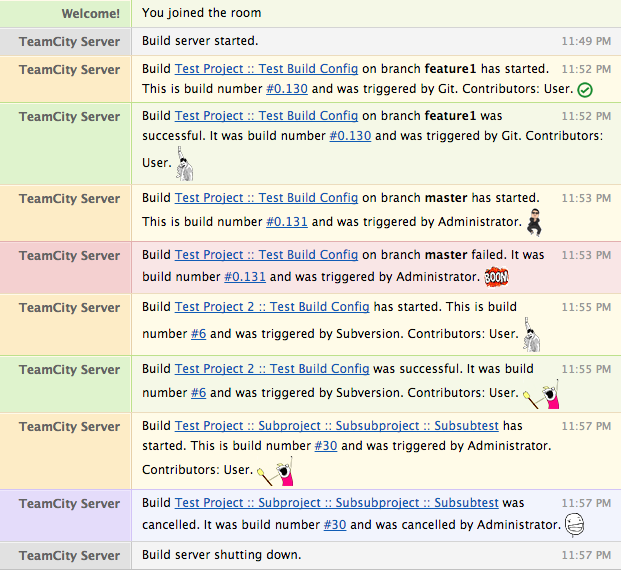 Welcome! You joined the room
TeamCity Server Build server started. 11:49 PM
TeamCity Server Build Test Project :: Test Build Config on branch feature1 has started. 11:52 PM
This is build number #0.130 and was triggered by Git. Contributors: User.
TeamCity Server Build Test Project :: Test Build Config on branch feature1 was 11:52 PM
successful. It was build number #0.130 and was triggered by Git. Contributors:
User.
TeamCity Server Build Test Project :: Test Build Config on branch master has started. 11:53 PM
This is build number #0.131 and was triggered by Administrator.
TeamCity Server Build Test Project :: Test Build Config on branch master failed. It was 11:53 PM
build number #0.131 and was triggered by Administrator. BOOM!
TeamCity Server Build Test Project 2 :: Test Build Config has started. This is build 11:55 PM
number #6 and was triggered by Subversion. Contributors: User.
TeamCity Server Build Test Project 2 :: Test Build Config was successful. It was build 11:55 PM
number #6 and was triggered by Subversion. Contributors: User.
TeamCity Server Build Test Project :: Subproject :: Subsubproject :: Subsubtest has 11:57 PM
started. This is build number #30 and was triggered by Administrator.
Contributors: User.
TeamCity Server Build Test Project :: Subproject :: Subsubproject :: Subsubtest was 11:57 PM
cancelled. It was build number #30 and was cancelled by Administrator.
TeamCity Server Build server shutting down. 11:57 PM